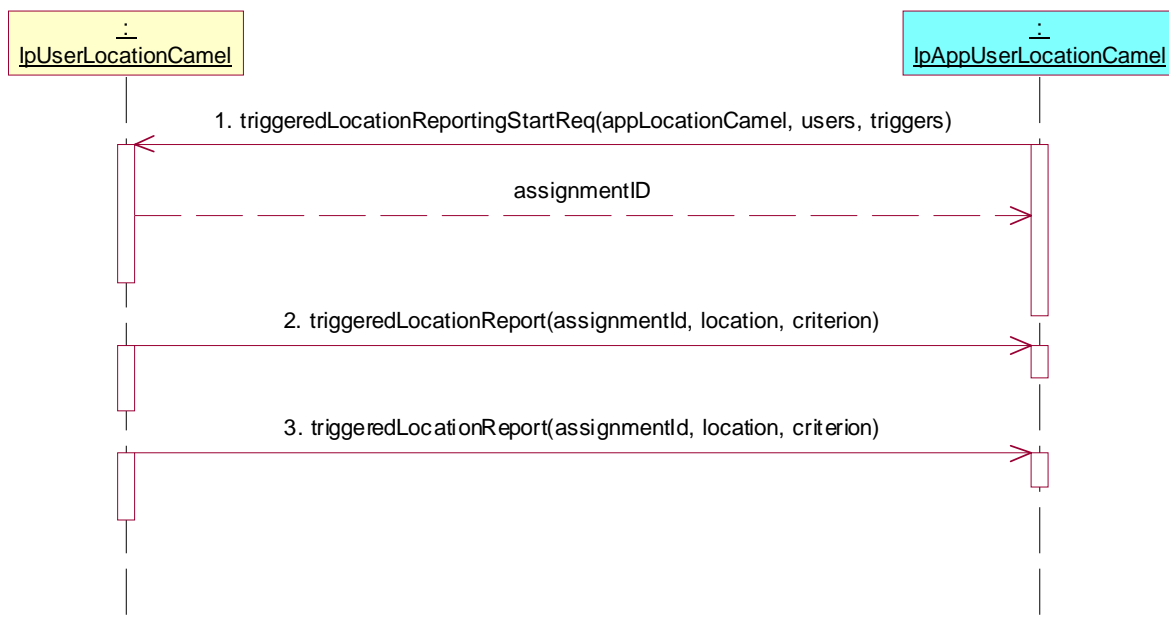 :
IpUserLocationCamel
:
IpAppUserLocationCamel
1. triggeredLocationReportingStartReq(appLocationCamel, users, triggers)
assignmentID
2. triggeredLocationReport(assignmentId, location, criterion)
3. triggeredLocationReport(assignmentId, location, criterion)